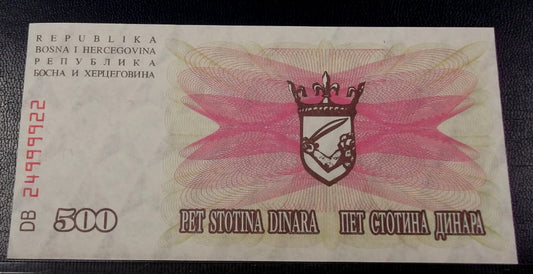 REPUBLIKA
BOSNA I HERCEGOVINA
РЕПУБЛИКА
БОСНА И ХЕРЦЕГОВИНА
DB 24999922
500 PET STOTINA DINARA ПЕТ СТОТИНА ДИНАРА